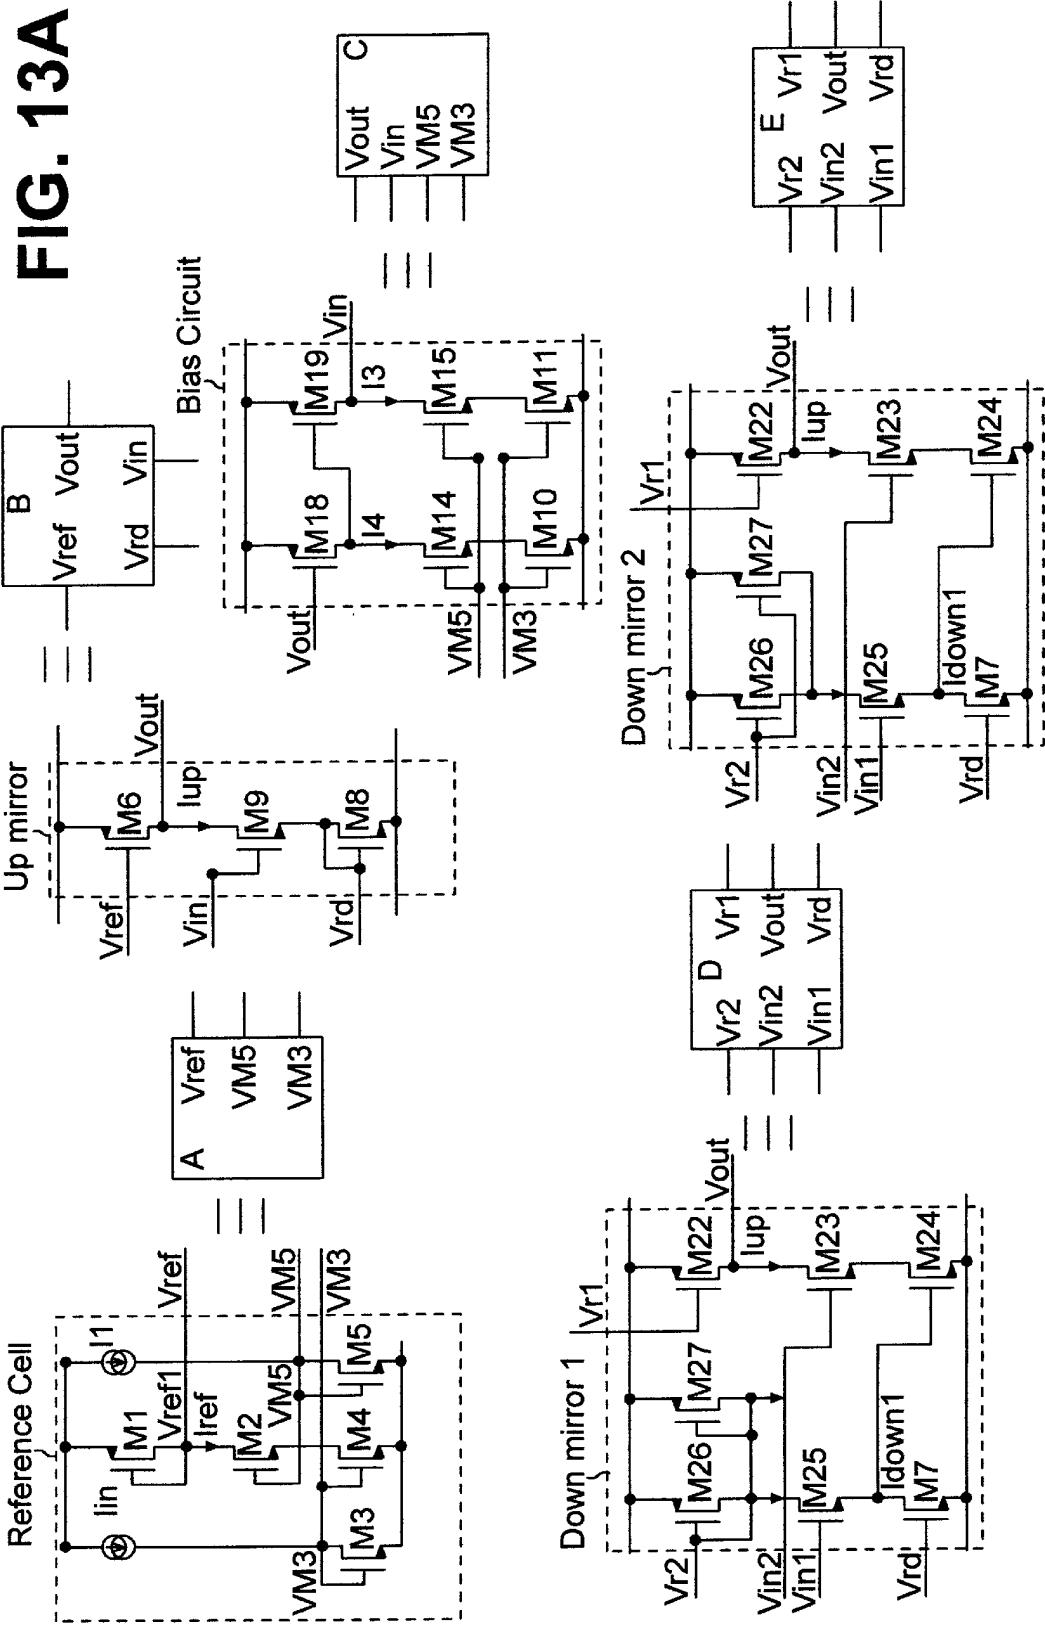 FIG. 13A
Reference Cell
Iin
I1
M1
Vref1
Vref
Iref
M2
VM5
VM5
VM3
VM3
M3
M4
M5
A
Vref
VM5
VM3
Up mirror
Vref
M6
Vout
Iup
Vin
M9
Vrd
M8
B
Vref
Vout
Vrd
Vin
Bias Circuit
Vout
M18
M19
Vin
I4
I3
M14
M15
VM5
VM3
M10
M11
C
Vout
Vin
VM5
VM3
Down mirror 1
Vr1
Vr2
M26
M27
M22
Vout
Iup
Vin2
Vin1
M25
M23
Idown1
Vrd
M7
M24
D
Vr2
Vr1
Vin2
Vout
Vin1
Vrd
Down mirror 2
Vr1
Vr2
M26
M27
M22
Vout
Iup
Vin2
Vin1
M25
M23
Idown1
Vrd
M7
M24
E
Vr2
Vr1
Vin2
Vout
Vin1
Vrd